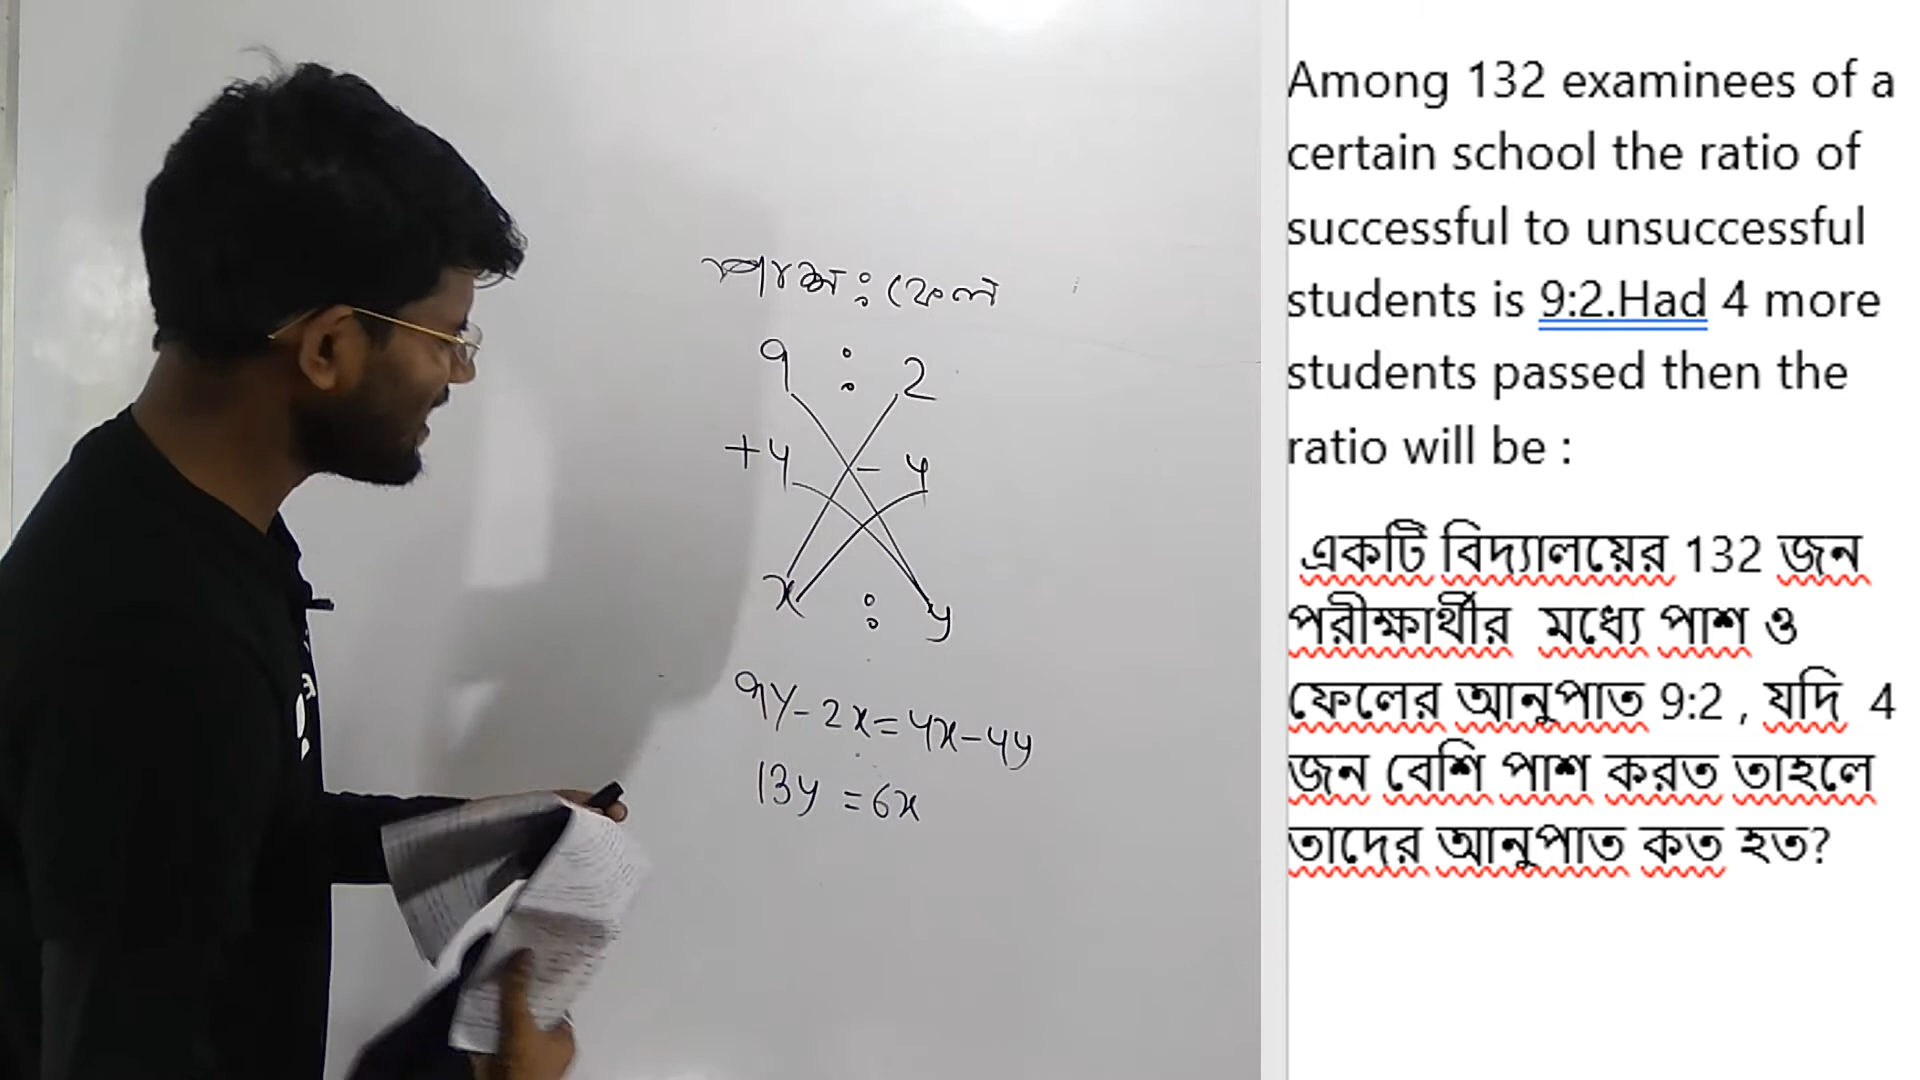 পাশ : ফেল
9 : 2
+4 - 4
x : y
9y-2x=4x-4y
13y=6x
Among 132 examinees of a
certain school the ratio of
successful to unsuccessful
students is 9:2.Had 4 more
students passed then the
ratio will be :
একটি বিদ্যালয়ের 132 জন
পরীক্ষার্থীর মধ্যে পাশ ও
ফেলের আনুপাত 9:2 , যদি 4
জন বেশি পাশ করত তাহলে
তাদের আনুপাত কত হত?